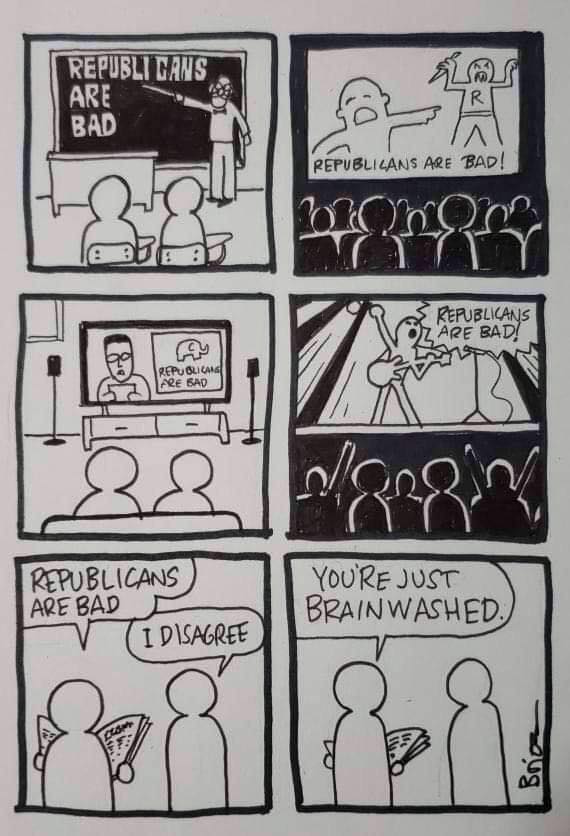 REPUBLICANS
ARE
BAD
R
REPUBLICANS ARE BAD!
REPUBLICANS
ARE BAD
REPUBLICANS
ARE BAD!
REPUBLICANS
ARE BAD
I DISAGREE
YOU'RE JUST
BRAINWASHED.